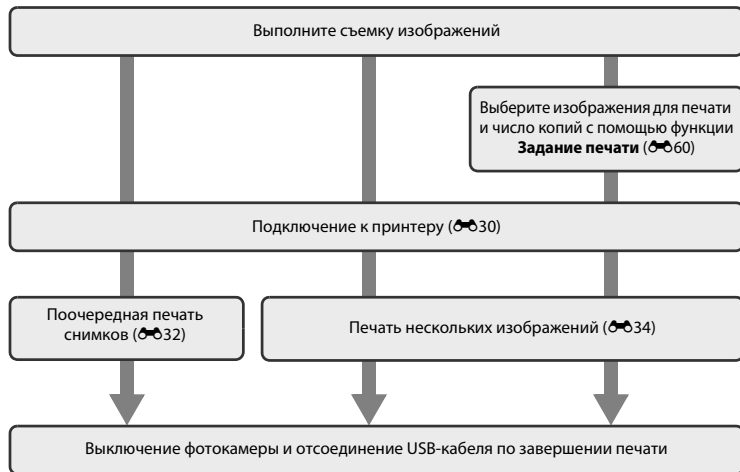 Выполните съемку изображений
Выберите изображения для печати
и число копий с помощью функции
Задание печати (60)
Подключение к принтеру (30)
Поочередная печать
снимков (32)
Печать нескольких изображений (34)
Выключение фотокамеры и отсоединение USB-кабеля по завершении печати